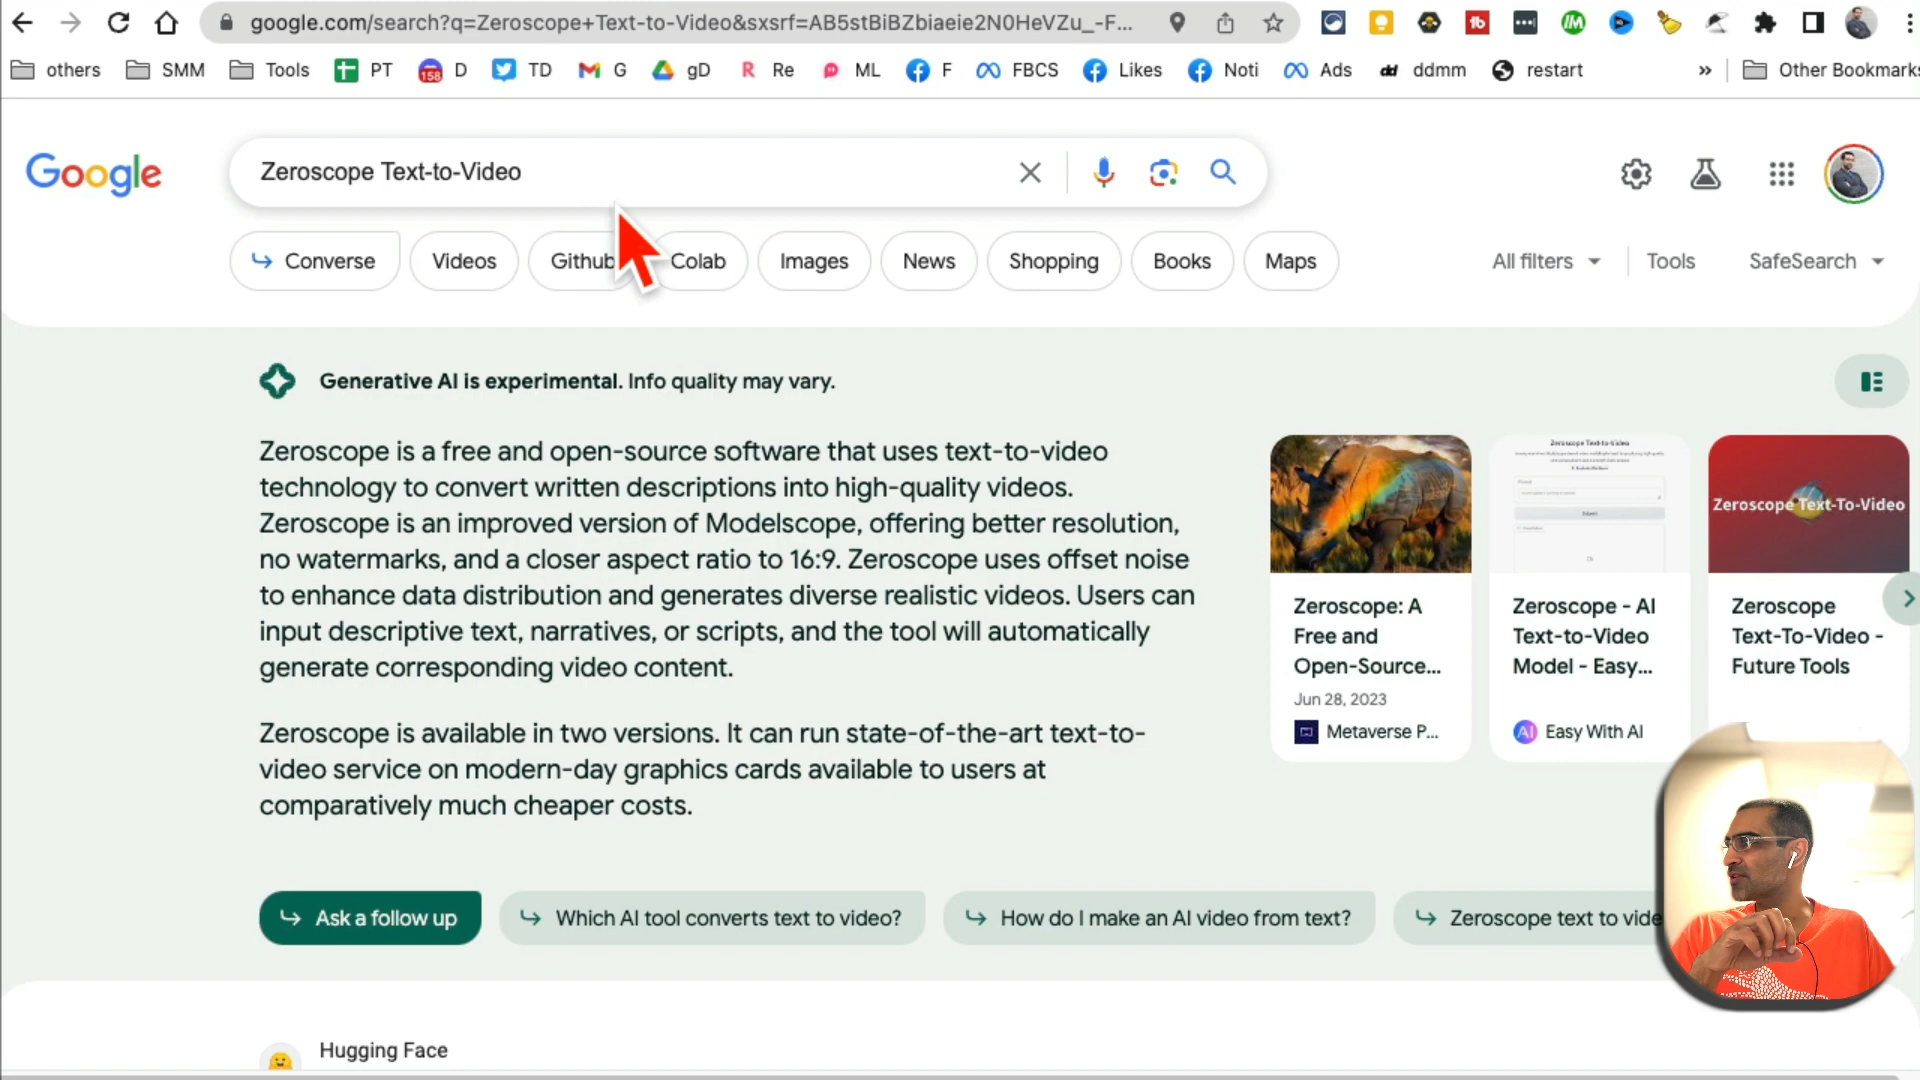 google.com/search?q=Zeroscope+Text-to-Video&sxsrf=AB5stBiBZbiaeie2N0HeVZu_-F...
others SMM Tools PT 158 D TD G gD R Re ML F FBCS Likes Noti Ads dd ddmm restart » Other Bookmarks
Google
Zeroscope Text-to-Video
Converse Videos Github Colab Images News Shopping Books Maps All filters Tools SafeSearch
Generative AI is experimental. Info quality may vary.
Zeroscope is a free and open-source software that uses text-to-video
technology to convert written descriptions into high-quality videos.
Zeroscope is an improved version of Modelscope, offering better resolution,
no watermarks, and a closer aspect ratio to 16:9. Zeroscope uses offset noise
to enhance data distribution and generates diverse realistic videos. Users can
input descriptive text, narratives, or scripts, and the tool will automatically
generate corresponding video content.
Zeroscope is available in two versions. It can run state-of-the-art text-to-
video service on modern-day graphics cards available to users at
comparatively much cheaper costs.
Zeroscope: A
Free and
Open-Source...
Jun 28, 2023
Metaverse P...
Zeroscope Text-to-Video
Zeroscope - AI
Text-to-Video
Model - Easy...
AI Easy With AI
Zeroscope Text-To-Video
Zeroscope
Text-To-Video -
Future Tools
Ask a follow up Which AI tool converts text to video? How do I make an AI video from text? Zeroscope text to vide
Hugging Face